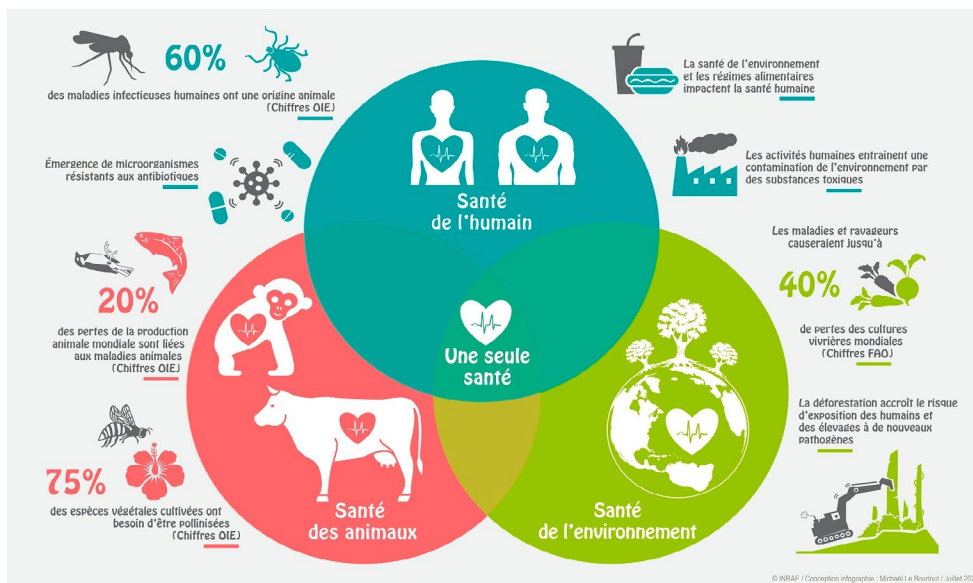 60%
des maladies infectieuses humaines ont une origine animale
(Chiffres OIE)
Émergence de microorganismes
résistants aux antibiotiques
20%
des pertes de la production
animale mondiale sont liées
aux maladies animales
(Chiffres OIE)
75%
des espèces végétales cultivées ont
besoin d'être pollinisées
(Chiffres OIE)
Santé
de l'humain
Une seule
santé
Santé
des animaux
Santé
de l'environnement
La santé de l'environnement
et les régimes alimentaires
impactent la santé humaine
Les activités humaines entrainent une
contamination de l'environnement par
des substances toxiques
Les maladies et ravageurs
causeraient jusqu'à
40%
de pertes des cultures
vivrières mondiales
(Chiffres FAO)
La déforestation accroît le risque
d'exposition des humains et
des élevages à de nouveaux
pathogènes
© INRAE / Conception infographie : Michaël Le Bourlout / Juillet